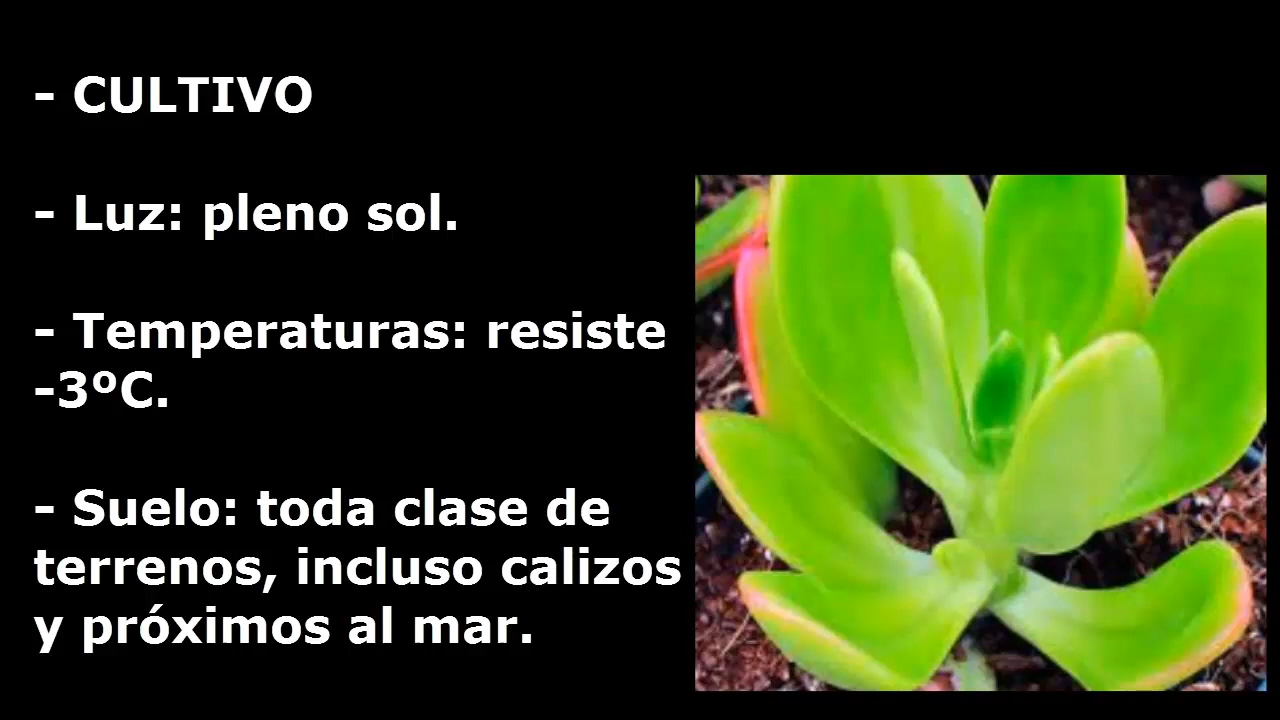 - CULTIVO
- Luz: pleno sol.
- Temperaturas: resiste
-3ºC.
- Suelo: toda clase de
terrenos, incluso calizos
y próximos al mar.